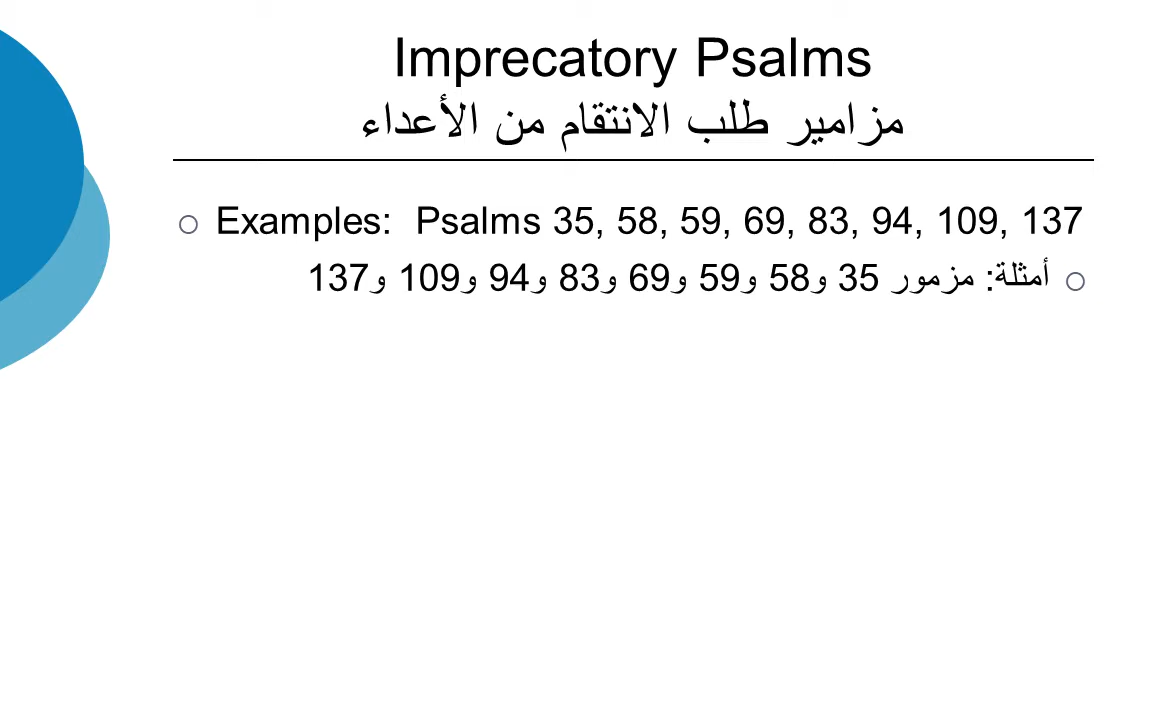 Imprecatory Psalms
مزامير طلب الانتقام من الأعداء
Examples:  Psalms 35, 58, 59, 69, 83, 94, 109, 137
أمثلة: مزمور 35 و58 و59 و69 و83 و94 و109 و137